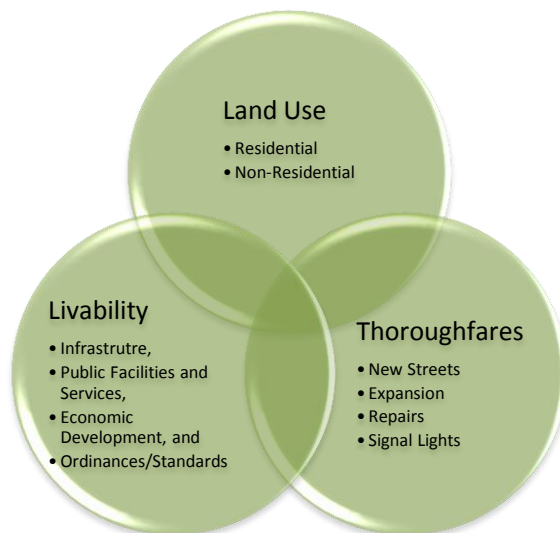 Land Use
• Residential
• Non-Residential
Livability
• Infrastrutre,
• Public Facilities and
Services,
• Economic
Development, and
• Ordinances/Standards
Thoroughfares
• New Streets
• Expansion
• Repairs
• Signal Lights